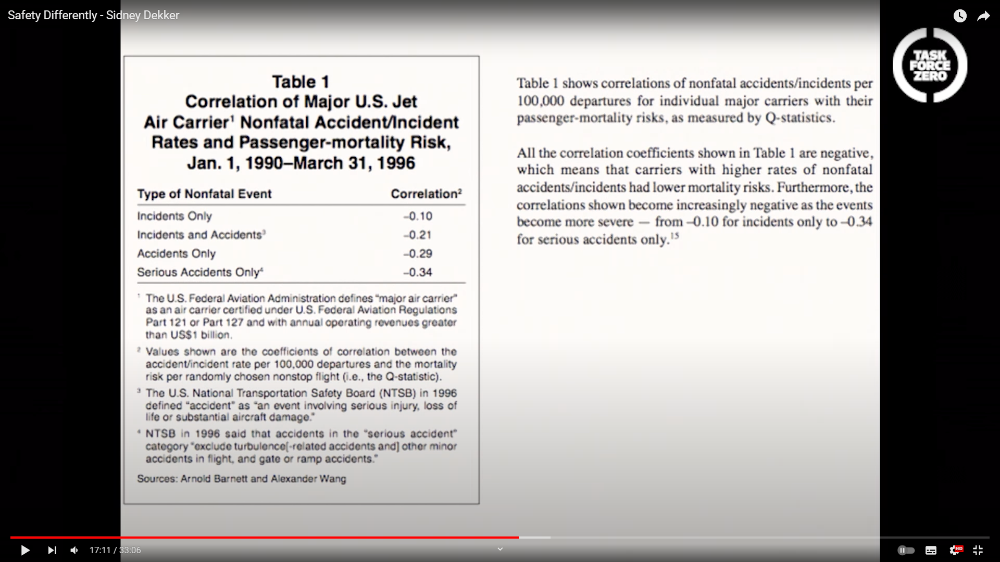 Safety Differently - Sidney Dekker
TASK
FORCE
ZERO
Table 1
Correlation of Major U.S. Jet
Air Carrier¹ Nonfatal Accident/Incident
Rates and Passenger-mortality Risk,
Jan. 1, 1990–March 31, 1996
Type of Nonfatal Event Correlation²
Incidents Only –0.10
Incidents and Accidents³ –0.21
Accidents Only –0.29
Serious Accidents Only⁴ –0.34
¹ The U.S. Federal Aviation Administration defines "major air carrier"
as an air carrier certified under U.S. Federal Aviation Regulations
Part 121 or Part 127 and with annual operating revenues greater
than US$1 billion.
² Values shown are the coefficients of correlation between the
accident/incident rate per 100,000 departures and the mortality
risk per randomly chosen nonstop flight (i.e., the Q-statistic).
³ The U.S. National Transportation Safety Board (NTSB) in 1996
defined "accident" as "an event involving serious injury, loss of
life or substantial aircraft damage."
⁴ NTSB in 1996 said that accidents in the "serious accident"
category "exclude turbulence[-related accidents and] other minor
accidents in flight, and gate or ramp accidents."
Sources: Arnold Barnett and Alexander Wang
Table 1 shows correlations of nonfatal accidents/incidents per
100,000 departures for individual major carriers with their
passenger-mortality risks, as measured by Q-statistics.
All the correlation coefficients shown in Table 1 are negative,
which means that carriers with higher rates of nonfatal
accidents/incidents had lower mortality risks. Furthermore, the
correlations shown become increasingly negative as the events
become more severe — from –0.10 for incidents only to –0.34
for serious accidents only.¹⁵
17:11 / 33:06
HD